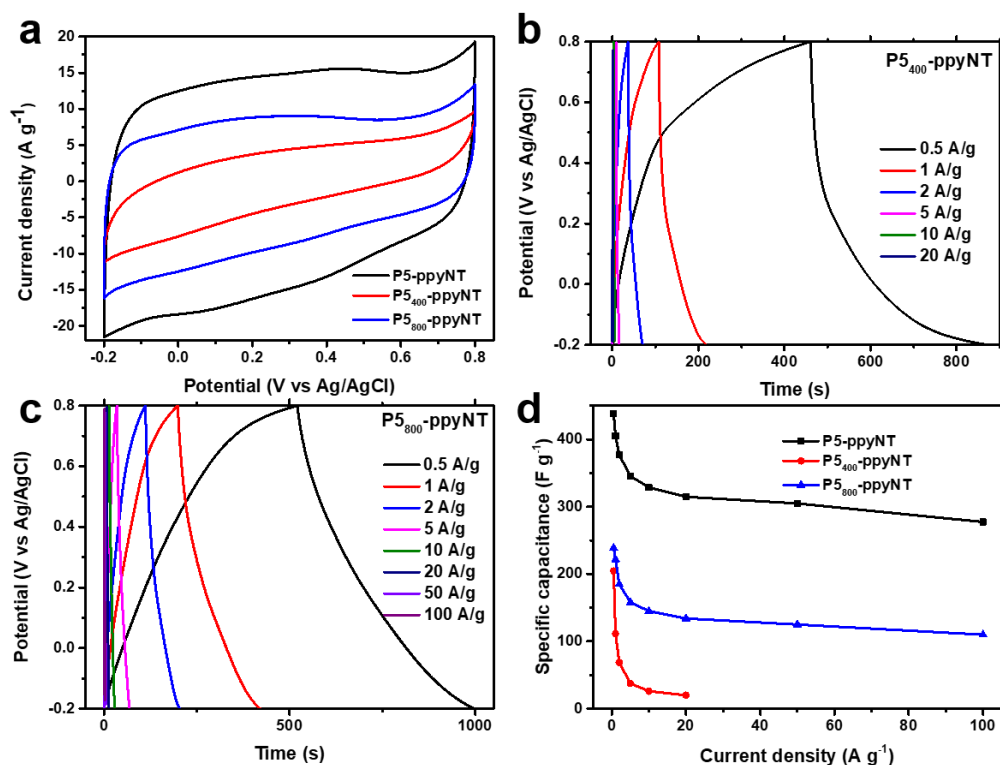 a
Current density (A g⁻¹)
20
15
10
5
0
-5
-10
-15
-20
P5-ppyNT
P5₄₀₀-ppyNT
P5₈₀₀-ppyNT
-0.2 0.0 0.2 0.4 0.6 0.8
Potential (V vs Ag/AgCl)
b
Potential (V vs Ag/AgCl)
0.8
0.6
0.4
0.2
0.0
-0.2
P5₄₀₀-ppyNT
0.5 A/g
1 A/g
2 A/g
5 A/g
10 A/g
20 A/g
0 200 400 600 800
Time (s)
c
Potential (V vs Ag/AgCl)
0.8
0.6
0.4
0.2
0.0
-0.2
P5₈₀₀-ppyNT
0.5 A/g
1 A/g
2 A/g
5 A/g
10 A/g
20 A/g
50 A/g
100 A/g
0 500 1000
Time (s)
d
Specific capacitance (F g⁻¹)
400
300
200
100
0
P5-ppyNT
P5₄₀₀-ppyNT
P5₈₀₀-ppyNT
0 20 40 60 80 100
Current density (A g⁻¹)